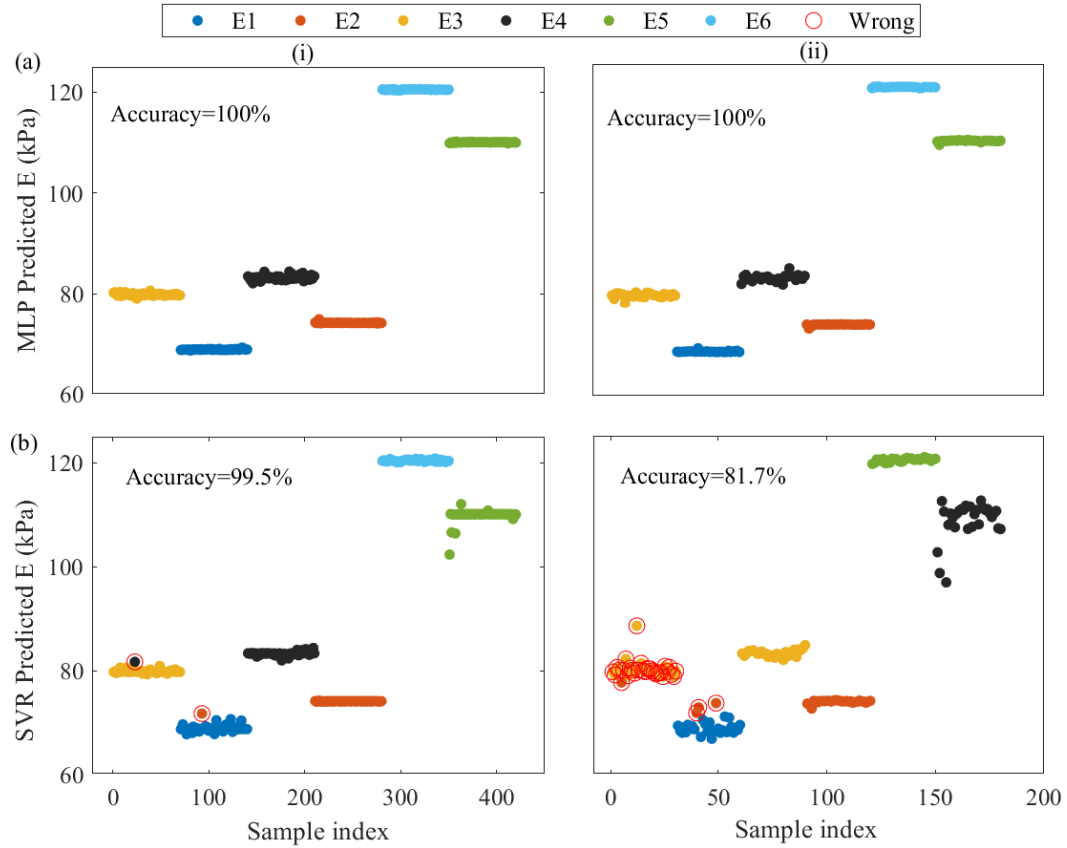 E1 E2 E3 E4 E5 E6 Wrong
(i) (ii)
(a)
120
100
80
60
MLP Predicted E (kPa)
Accuracy=100%
Accuracy=100%
(b)
120
100
80
60
SVR Predicted E (kPa)
Accuracy=99.5%
Accuracy=81.7%
0 100 200 300 400
0 50 100 150 200
Sample index Sample index